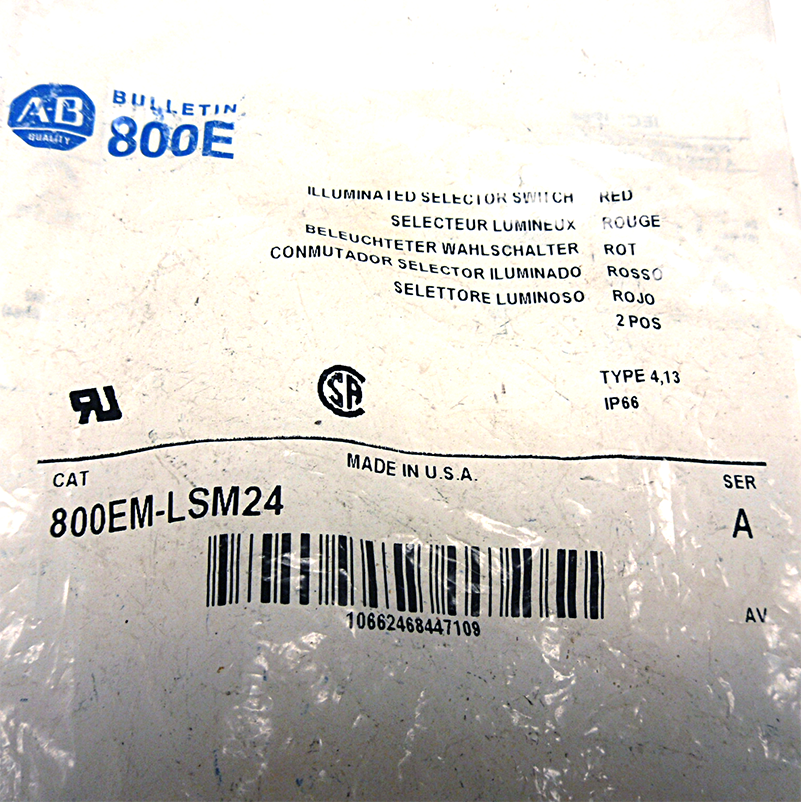 A-B
QUALITY
BULLETIN
800E
ILLUMINATED SELECTOR SWITCH RED
SELECTEUR LUMINEUX ROUGE
BELEUCHTETER WAHLSCHALTER ROT
CONMUTADOR SELECTOR ILUMINADO ROSSO
SELETTORE LUMINOSO ROJO
2 POS
TYPE 4,13
IP66
MADE IN U.S.A.
CAT
SER
800EM-LSM24
A
10662468447109
AV